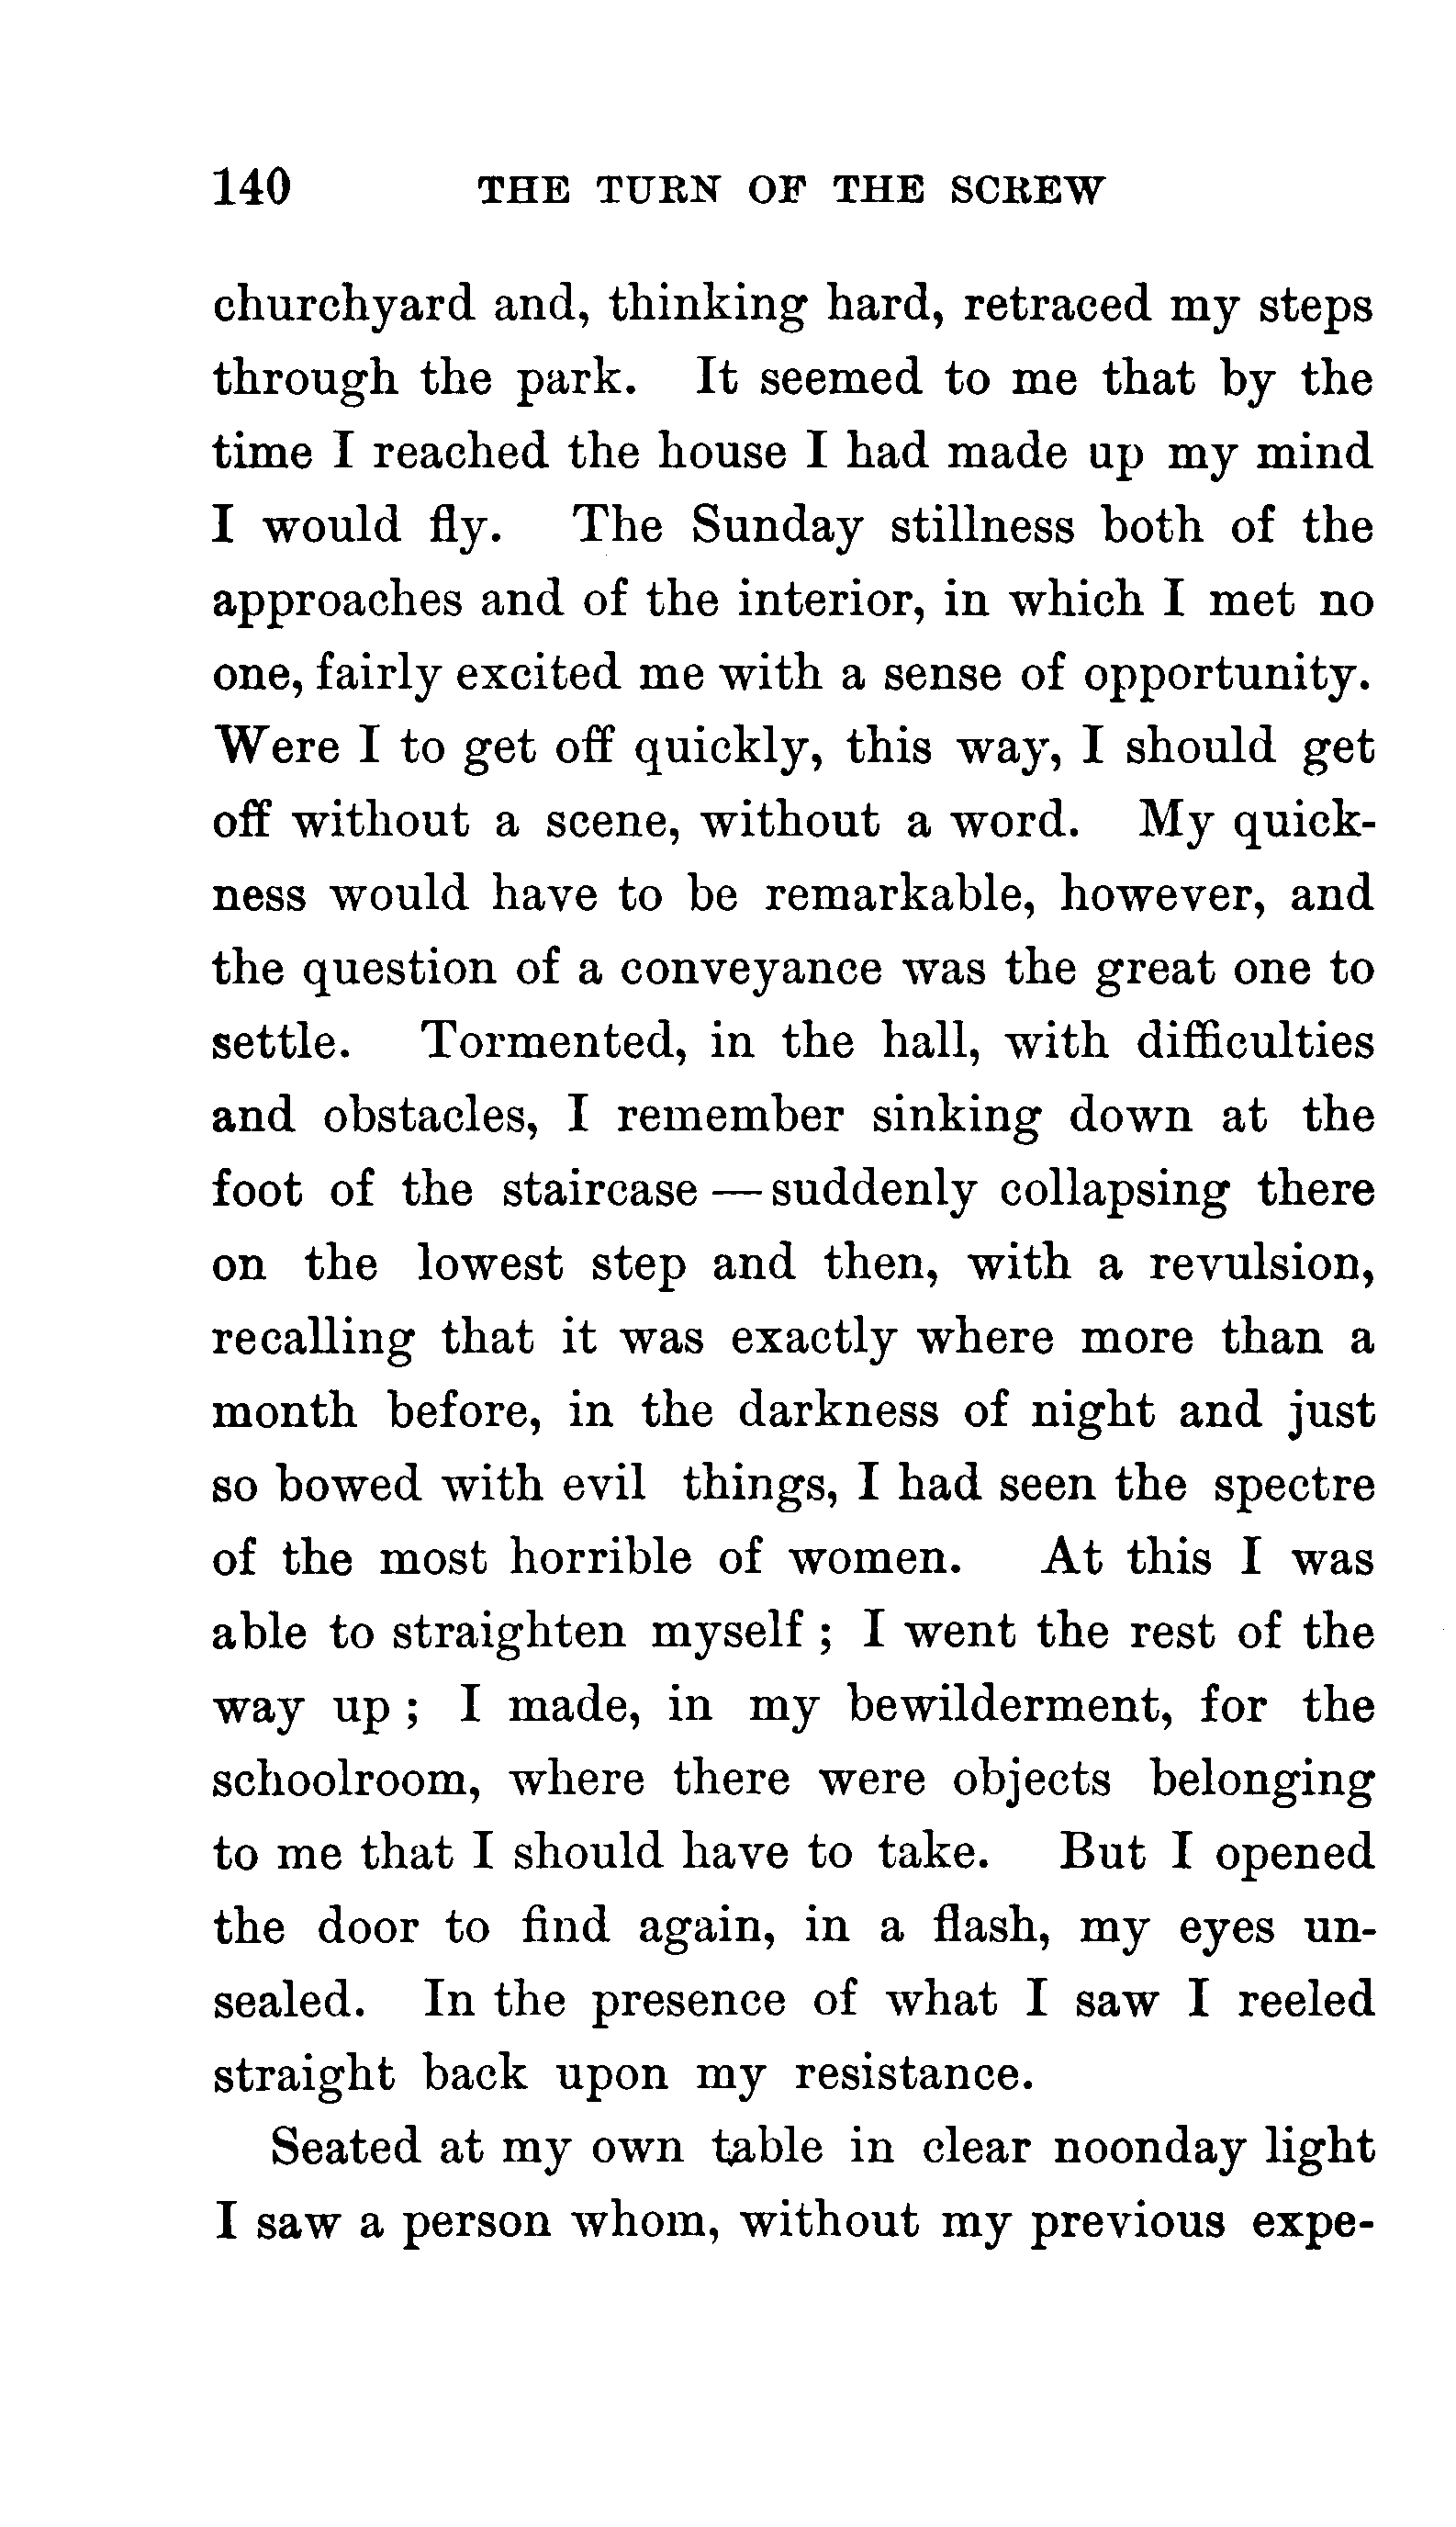 140 THE TURN OF THE SCREW
churchyard and, thinking hard, retraced my steps
through the park. It seemed to me that by the
time I reached the house I had made up my mind
I would fly. The Sunday stillness both of the
approaches and of the interior, in which I met no
one, fairly excited me with a sense of opportunity.
Were I to get off quickly, this way, I should get
off without a scene, without a word. My quick-
ness would have to be remarkable, however, and
the question of a conveyance was the great one to
settle. Tormented, in the hall, with difficulties
and obstacles, I remember sinking down at the
foot of the staircase — suddenly collapsing there
on the lowest step and then, with a revulsion,
recalling that it was exactly where more than a
month before, in the darkness of night and just
so bowed with evil things, I had seen the spectre
of the most horrible of women. At this I was
able to straighten myself ; I went the rest of the
way up ; I made, in my bewilderment, for the
schoolroom, where there were objects belonging
to me that I should have to take. But I opened
the door to find again, in a flash, my eyes un-
sealed. In the presence of what I saw I reeled
straight back upon my resistance.
Seated at my own table in clear noonday light
I saw a person whom, without my previous expe-